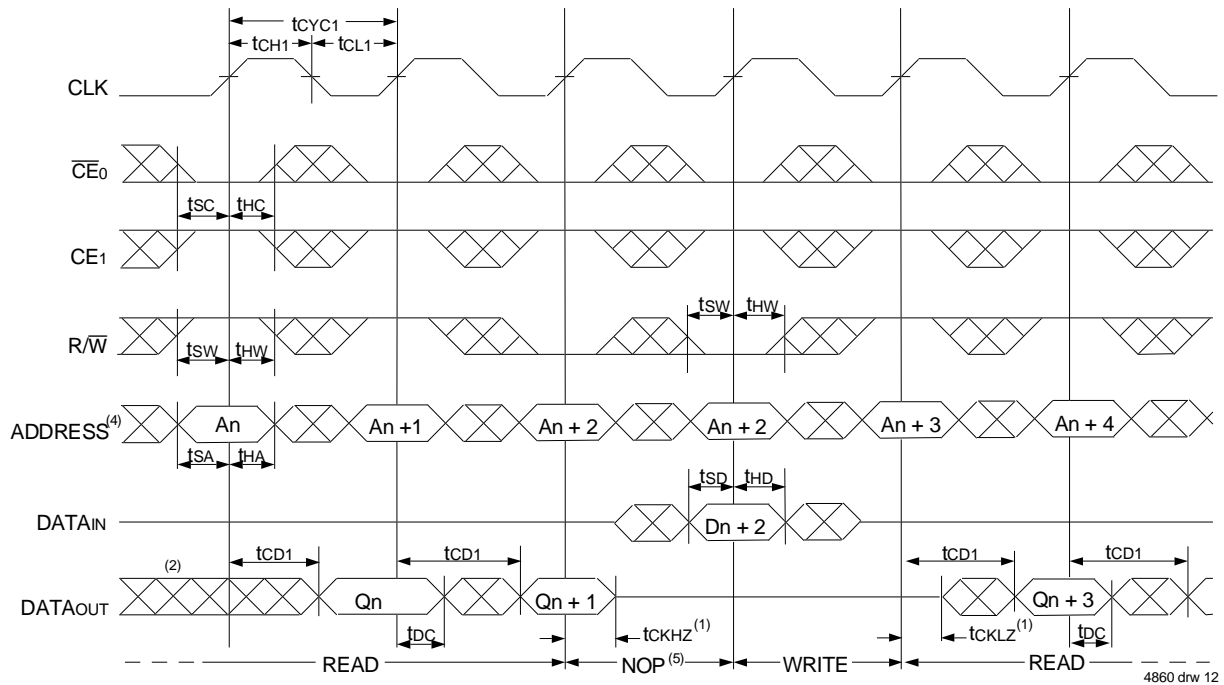 tCYC1
tCH1 tCL1
CLK
CE0
tSC tHC
CE1
tSW tHW
R/W
tSW tHW
ADDRESS(4) An An +1 An + 2 An + 2 An + 3 An + 4
tSA tHA
tSD tHD
DATAIN Dn + 2
(2) tCD1 tCD1 tCD1 tCD1
DATAOUT Qn Qn + 1 Qn + 3
tDC tCKHZ(1) tCKLZ(1) tDC
READ NOP(5) WRITE READ
4860 drw 12